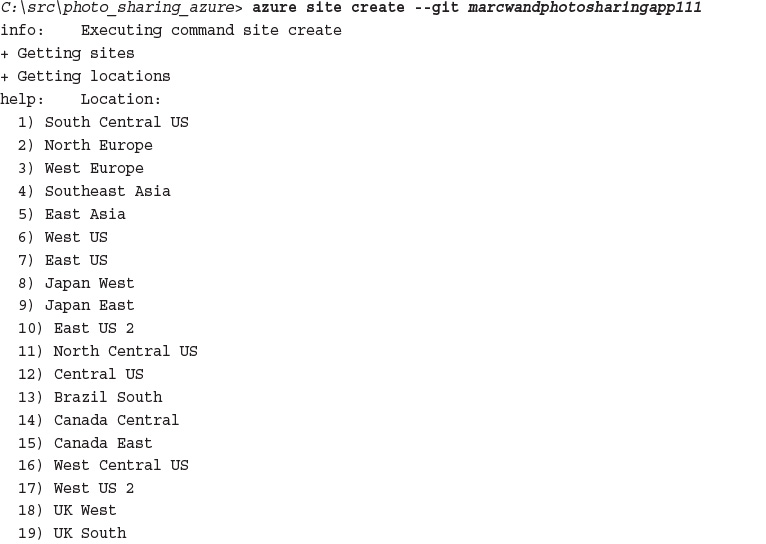 C:\src\photo_sharing_azure> azure site create --git marcwandphotosharingapp111
info:    Executing command site create
+ Getting sites
+ Getting locations
help:    Location:
  1) South Central US
  2) North Europe
  3) West Europe
  4) Southeast Asia
  5) East Asia
  6) West US
  7) East US
  8) Japan West
  9) Japan East
  10) East US 2
  11) North Central US
  12) Central US
  13) Brazil South
  14) Canada Central
  15) Canada East
  16) West Central US
  17) West US 2
  18) UK West
  19) UK South